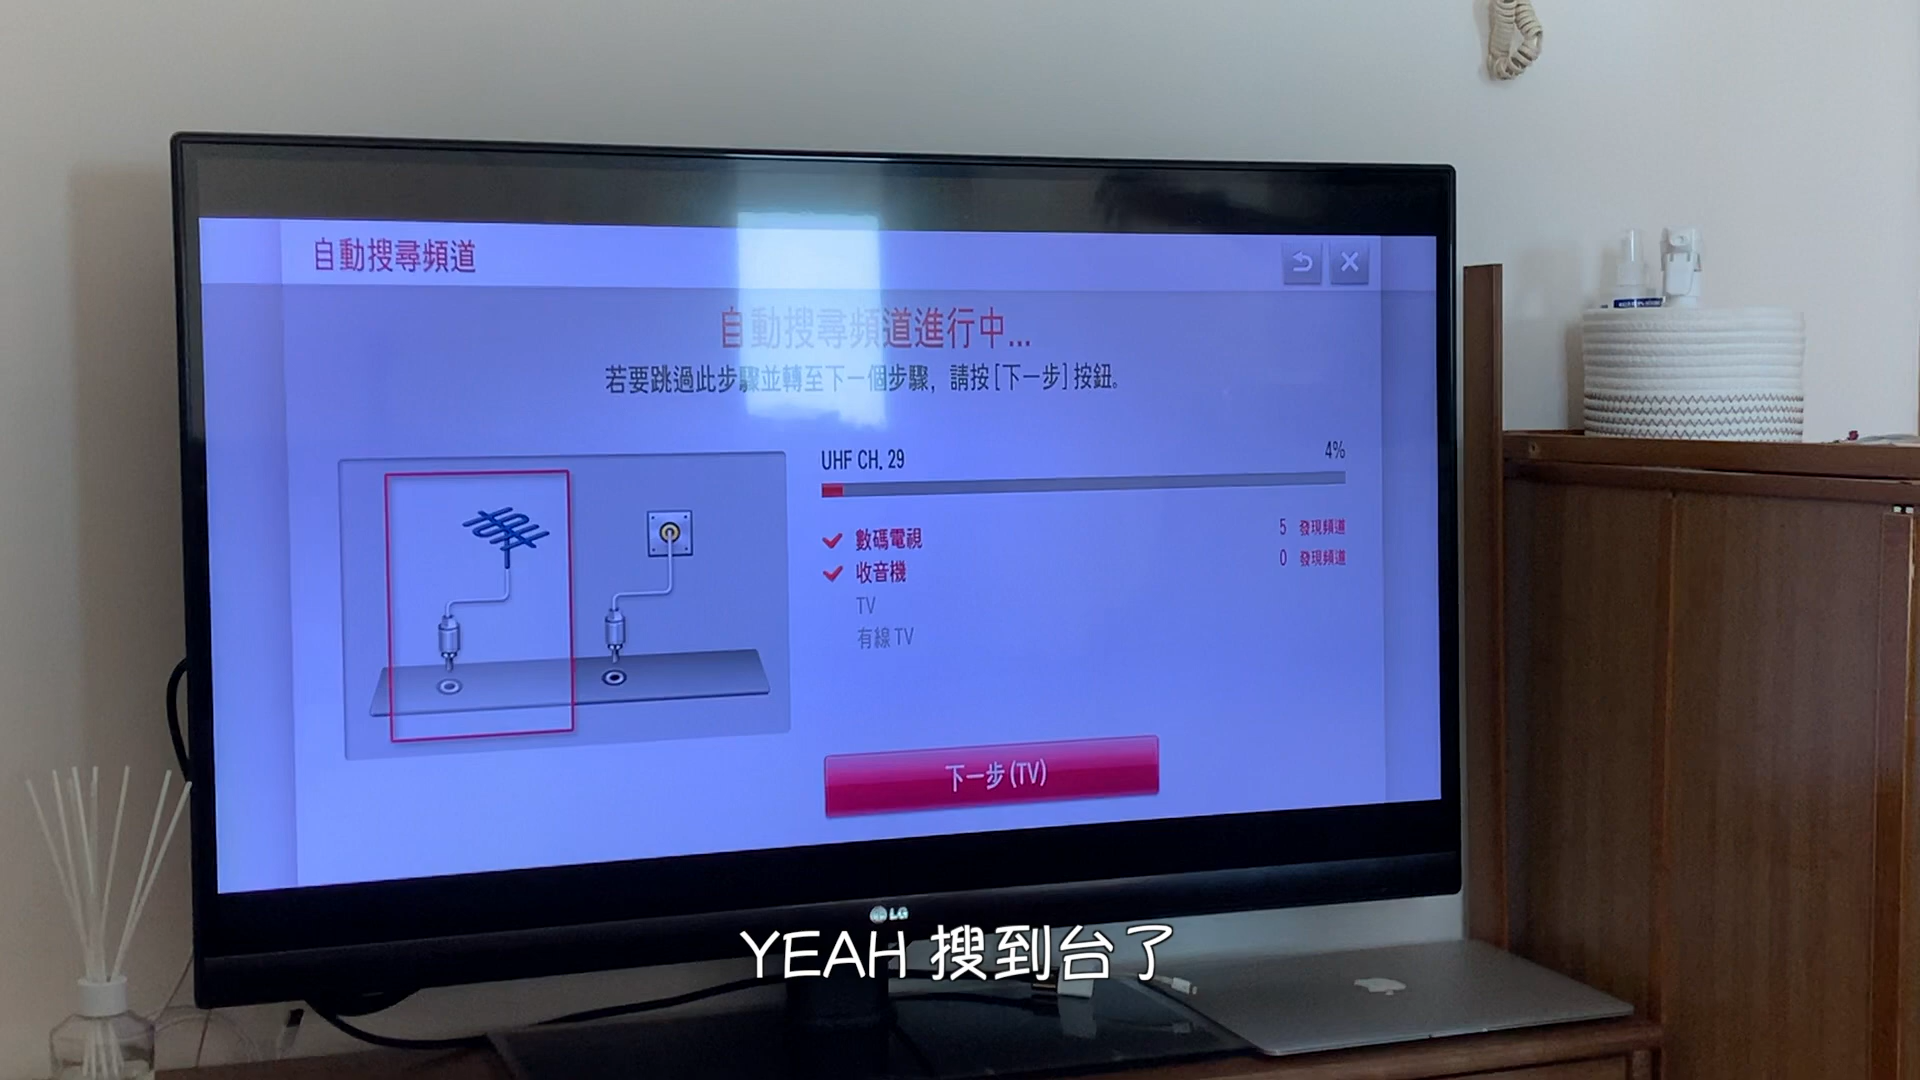 自動搜尋頻道
自動搜尋頻道進行中...
若要跳過此步驟並轉至下一個步驟，請按[下一步]按鈕。
UHF CH. 29
4%
數碼電視
5 發現頻道
收音機
0 發現頻道
TV
有線 TV
下一步(TV)
LG
YEAH 搜到台了